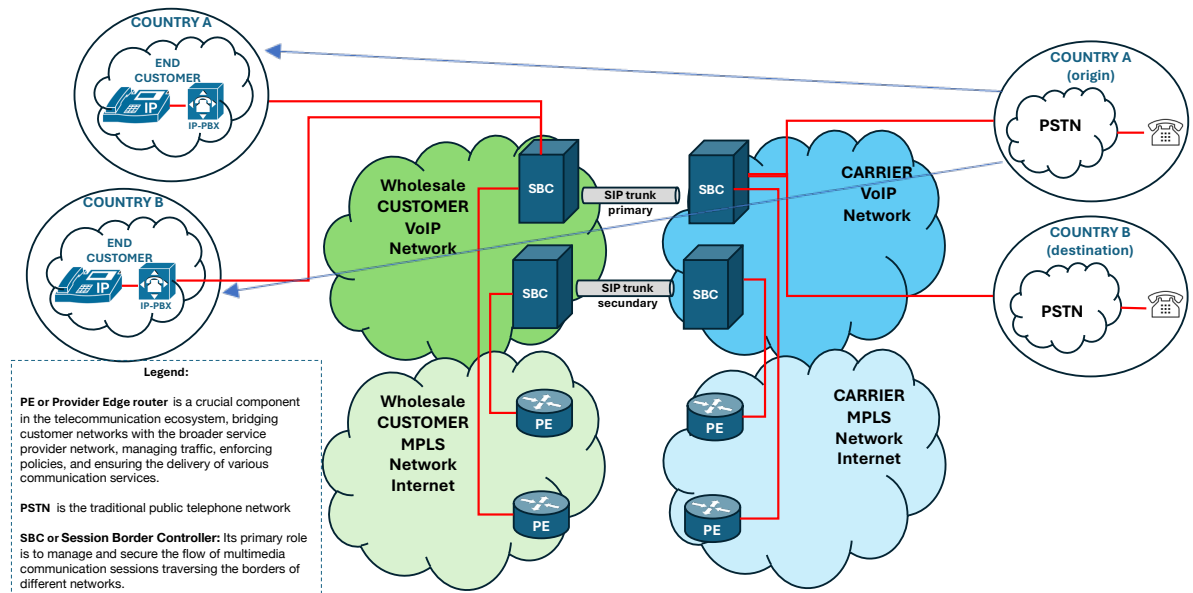 COUNTRY A
END
CUSTOMER
IP
IP-PBX
COUNTRY B
END
CUSTOMER
IP
IP-PBX
Wholesale
CUSTOMER
VoIP
Network
SBC
SBC
SIP trunk
primary
SIP trunk
secundary
SBC
SBC
CARRIER
VoIP
Network
COUNTRY A
(origin)
PSTN
COUNTRY B
(destination)
PSTN
Wholesale
CUSTOMER
MPLS
Network
Internet
PE
PE
PE
PE
CARRIER
MPLS
Network
Internet
Legend:
PE or Provider Edge router is a crucial component
in the telecommunication ecosystem, bridging
customer networks with the broader service
provider network, managing traffic, enforcing
policies, and ensuring the delivery of various
communication services.
PSTN is the traditional public telephone network
SBC or Session Border Controller: Its primary role
is to manage and secure the flow of multimedia
communication sessions traversing the borders of
different networks.